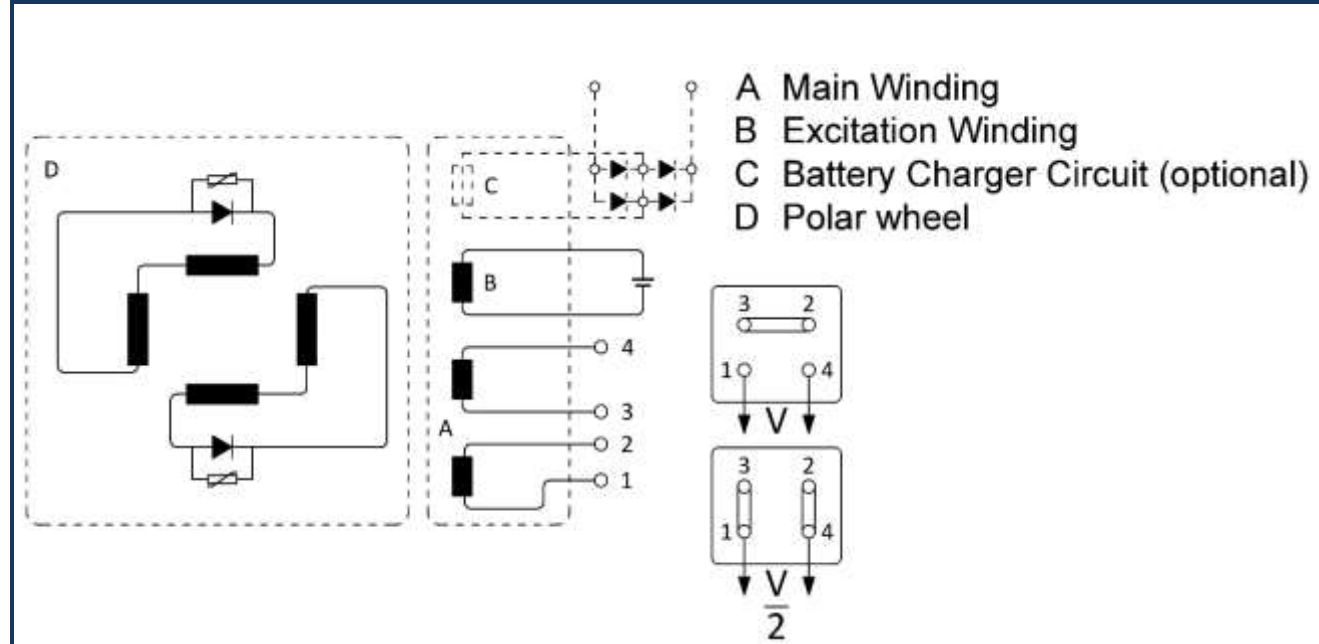 A Main Winding
B Excitation Winding
C Battery Charger Circuit (optional)
D Polar wheel
D
C
B
4
3
A
2
1
3 2
1 4
V
3 2
1 4
V
2